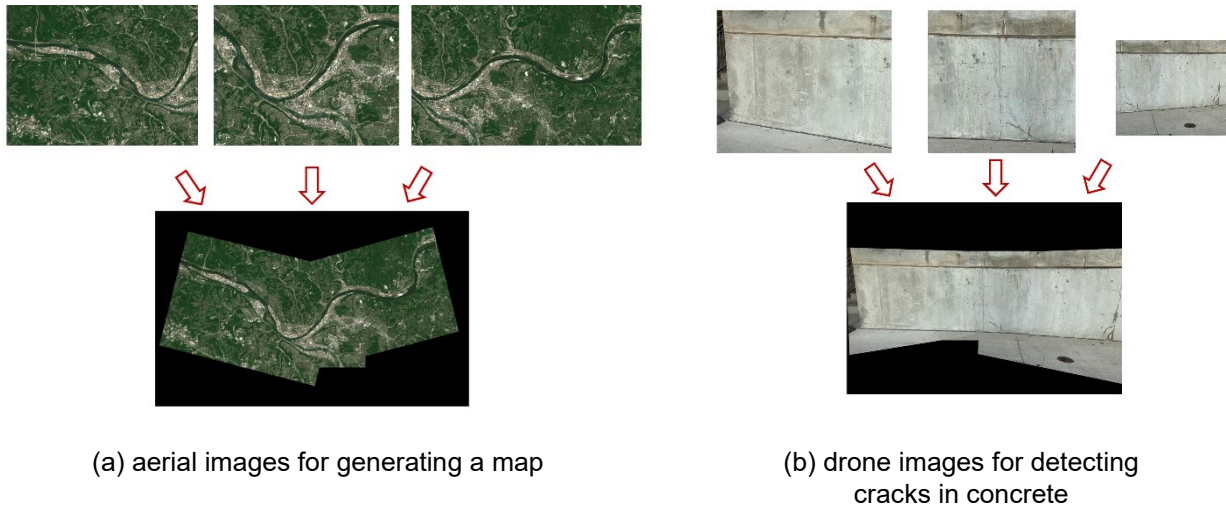 (a) aerial images for generating a map
(b) drone images for detecting
cracks in concrete